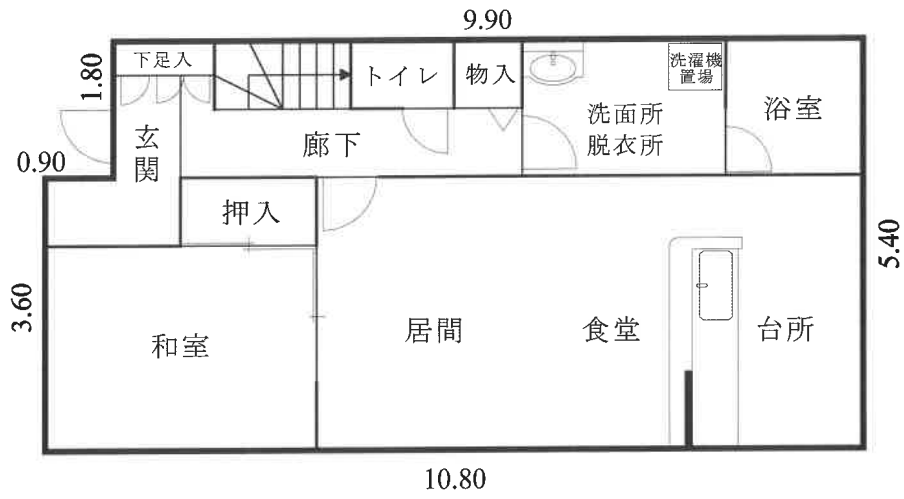 9.90
1.80
下足入
トイレ
物入
洗濯機
置場
洗面所
脱衣所
浴室
玄関
廊下
0.90
押入
5.40
3.60
和室
居間
食堂
台所
10.80